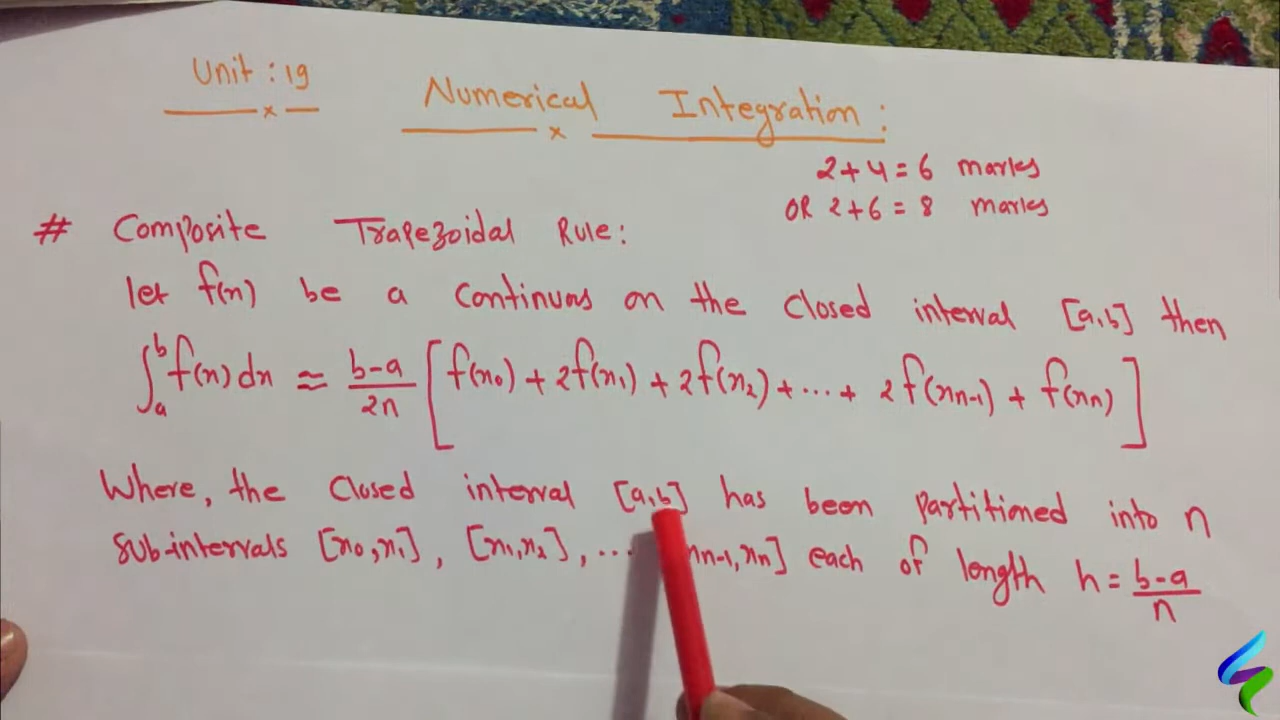 Unit : 19 Numerical Integration :
2+4 = 6 marks
OR 2+6 = 8 marks
# Composite Trapezoidal Rule:
let f(x) be a continuos on the closed interval [a,b] then
∫ₐᵇ f(x) dx ≈ (b-a)/2n [f(x₀) + 2f(x₁) + 2f(x₂) + ... + 2f(xₙ₋₁) + f(xₙ)]
Where, the closed interval [a,b] has been partitioned into n
sub-intervals [x₀,x₁], [x₁,x₂], ... xₙ₋₁,xₙ] each of length h = (b-a)/n